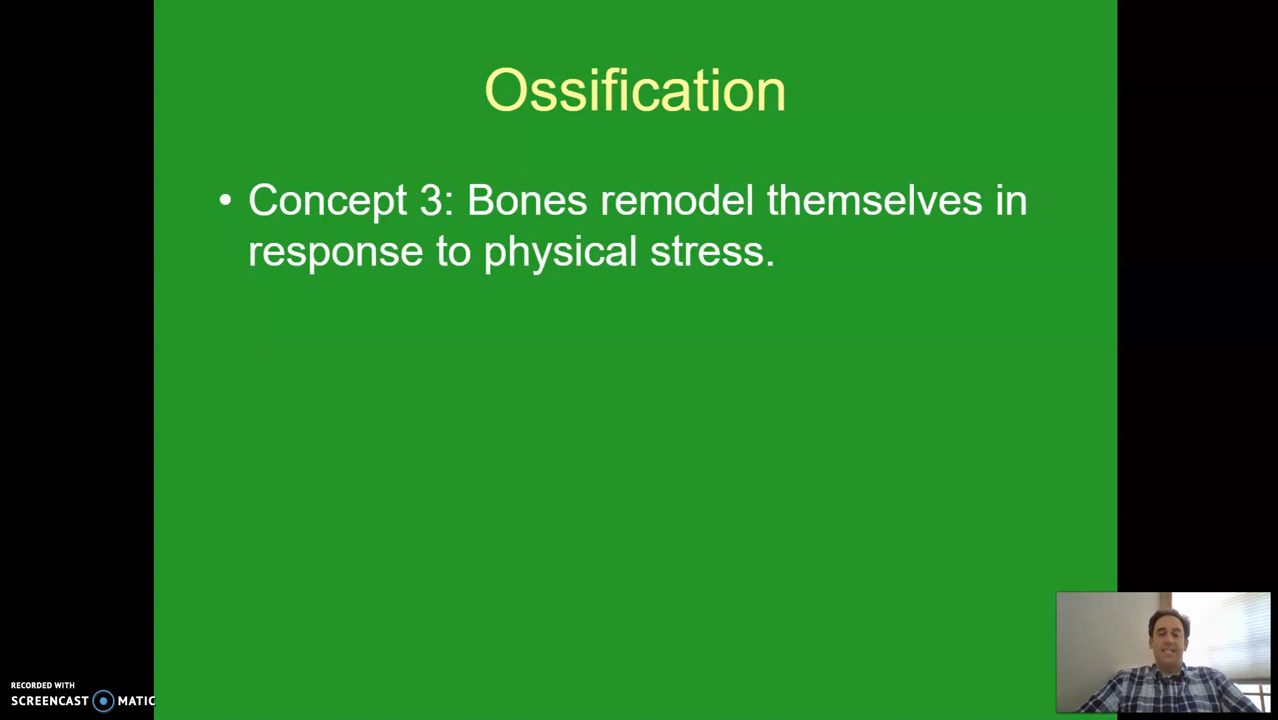 Ossification
• Concept 3: Bones remodel themselves in
response to physical stress.
RECORDED WITH
SCREENCAST MATIC